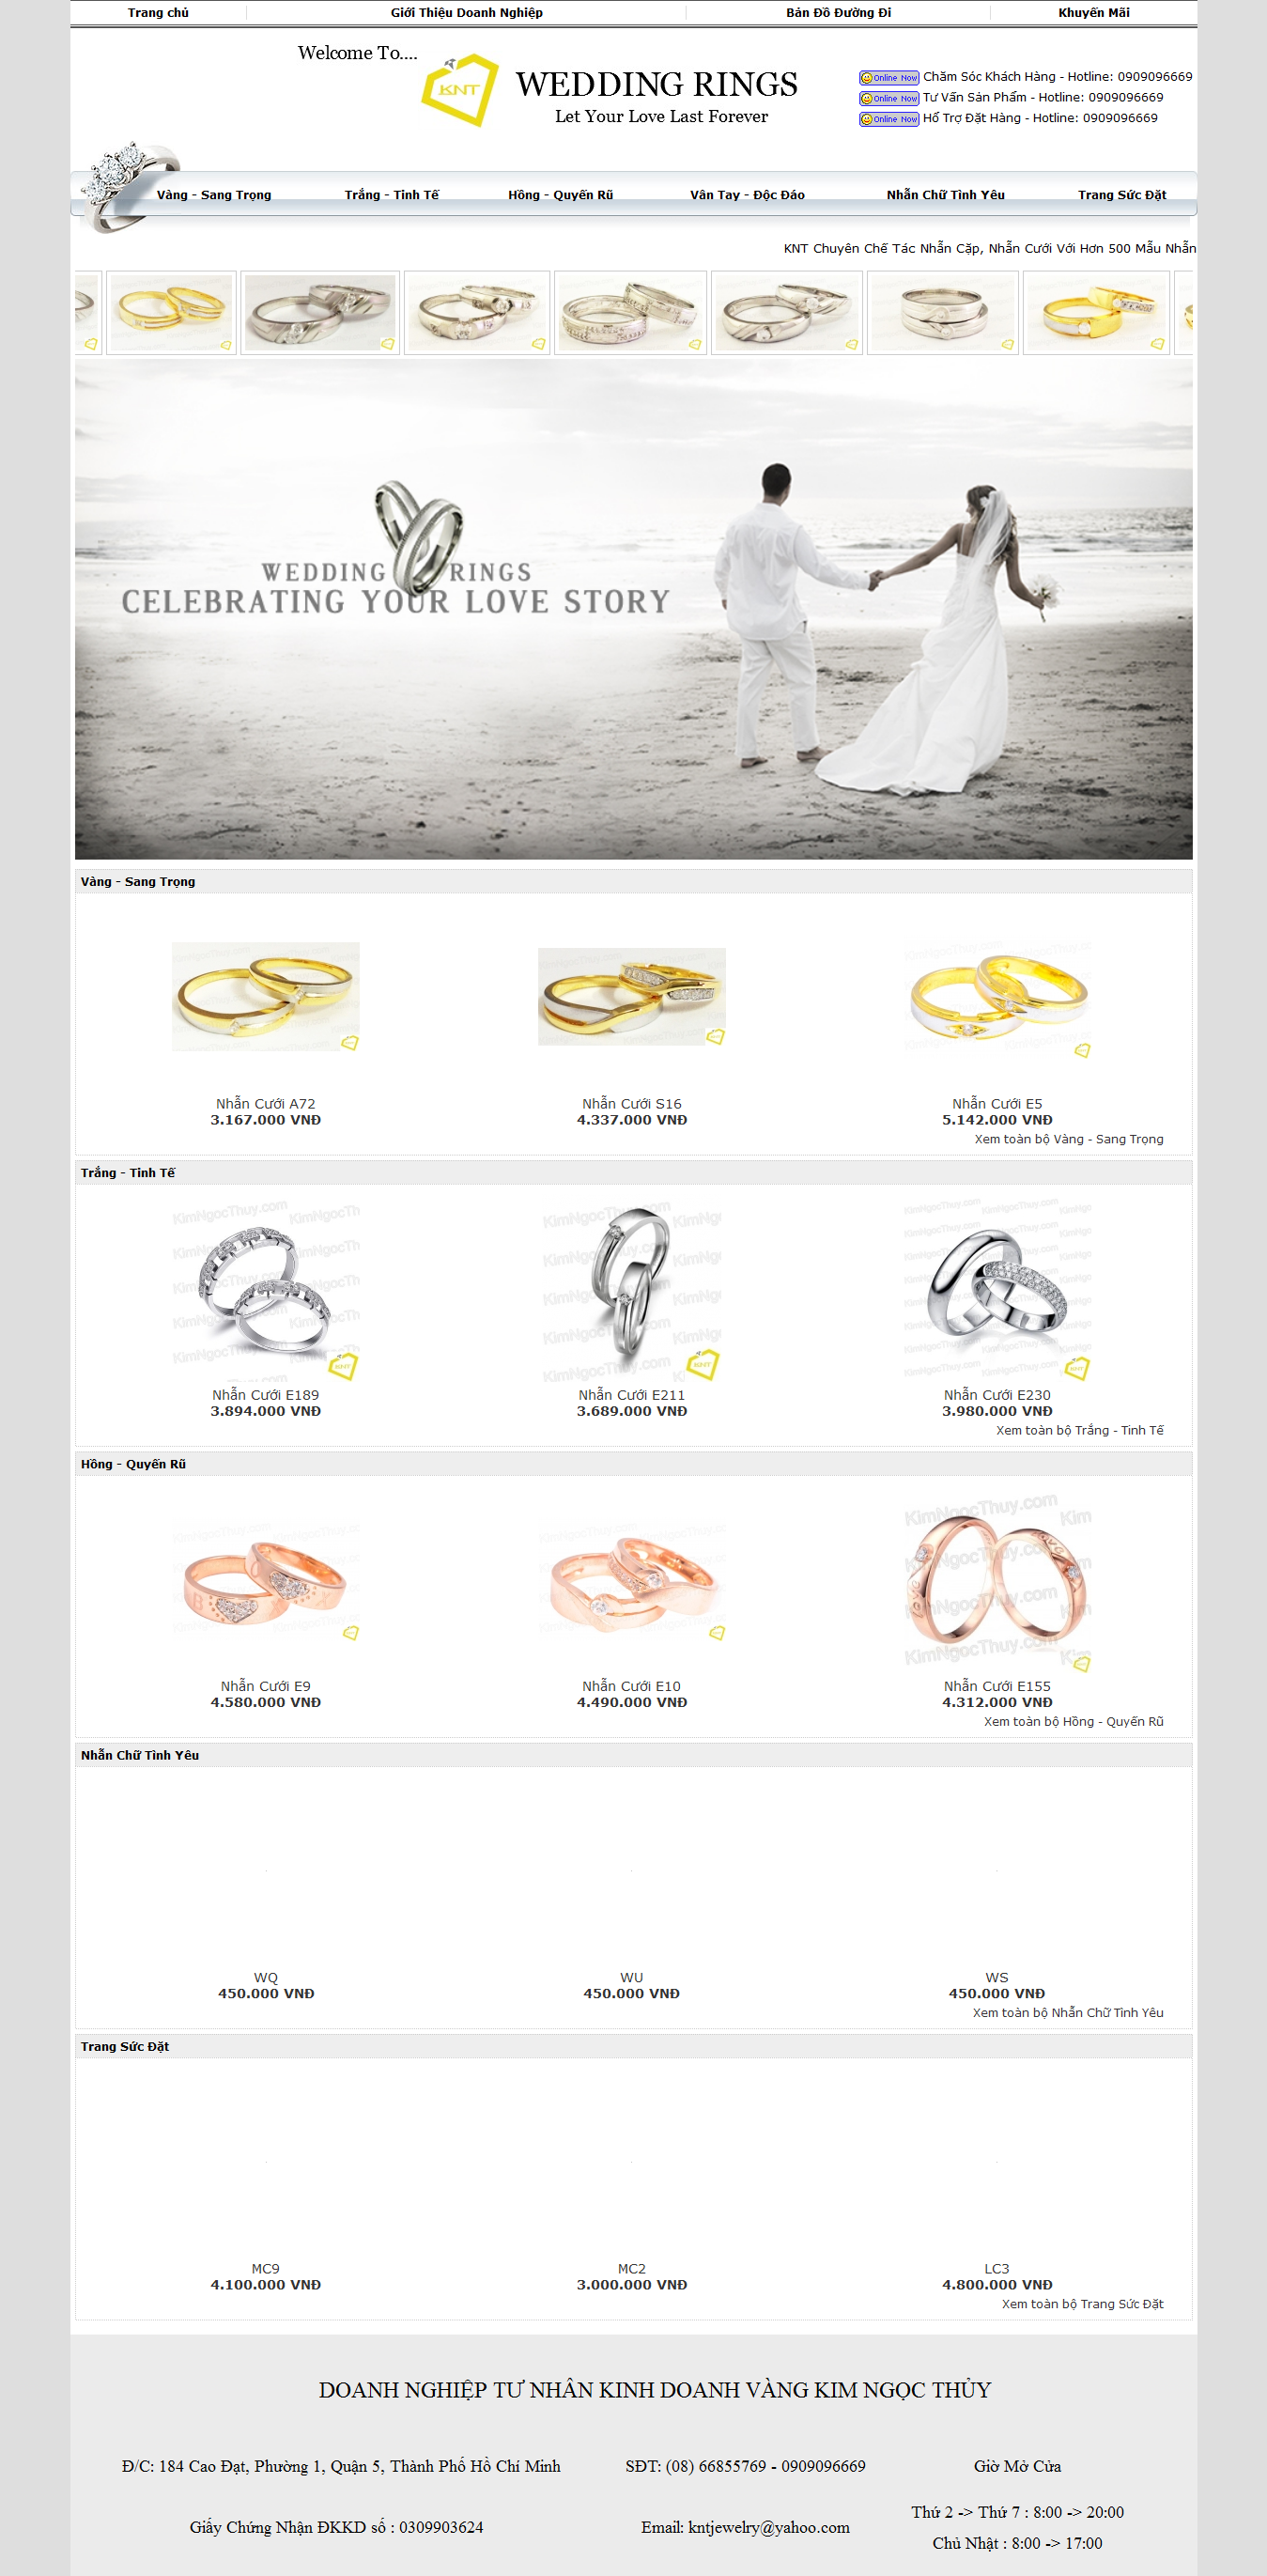 Trang chủ Giới Thiệu Doanh Nghiệp Bản Đồ Đường Đi Khuyến Mãi
Welcome To....
KNT
WEDDING RINGS
Let Your Love Last Forever
Online Now Chăm Sóc Khách Hàng - Hotline: 0909096669
Online Now Tư Vấn Sản Phẩm - Hotline: 0909096669
Online Now Hổ Trợ Đặt Hàng - Hotline: 0909096669
Vàng - Sang Trọng Trắng - Tinh Tế Hồng - Quyến Rũ Vân Tay - Độc Đáo Nhẫn Chữ Tình Yêu Trang Sức Đặt
KNT Chuyên Chế Tác Nhẫn Cặp, Nhẫn Cưới Với Hơn 500 Mẫu Nhẫn
WEDDING RINGS
CELEBRATING YOUR LOVE STORY
Vàng - Sang Trọng
Nhẫn Cưới A72 Nhẫn Cưới S16 Nhẫn Cưới E5
3.167.000 VNĐ 4.337.000 VNĐ 5.142.000 VNĐ
Xem toàn bộ Vàng - Sang Trọng
Trắng - Tinh Tế
KimNgocThuy.com
KNT KNT KNT
Nhẫn Cưới E189 Nhẫn Cưới E211 Nhẫn Cưới E230
3.894.000 VNĐ 3.689.000 VNĐ 3.980.000 VNĐ
Xem toàn bộ Trắng - Tinh Tế
Hồng - Quyến Rũ
KimNgocThuy.com
Nhẫn Cưới E9 Nhẫn Cưới E10 Nhẫn Cưới E155
4.580.000 VNĐ 4.490.000 VNĐ 4.312.000 VNĐ
Xem toàn bộ Hồng - Quyến Rũ
Nhẫn Chữ Tình Yêu
WQ WU WS
450.000 VNĐ 450.000 VNĐ 450.000 VNĐ
Xem toàn bộ Nhẫn Chữ Tình Yêu
Trang Sức Đặt
MC9 MC2 LC3
4.100.000 VNĐ 3.000.000 VNĐ 4.800.000 VNĐ
Xem toàn bộ Trang Sức Đặt
DOANH NGHIỆP TƯ NHÂN KINH DOANH VÀNG KIM NGỌC THỦY
Đ/C: 184 Cao Đạt, Phường 1, Quận 5, Thành Phố Hồ Chí Minh SĐT: (08) 66855769 - 0909096669 Giờ Mở Cửa
Giấy Chứng Nhận ĐKKD số : 0309903624 Email: kntjewelry@yahoo.com Thứ 2 -> Thứ 7 : 8:00 -> 20:00
Chủ Nhật : 8:00 -> 17:00